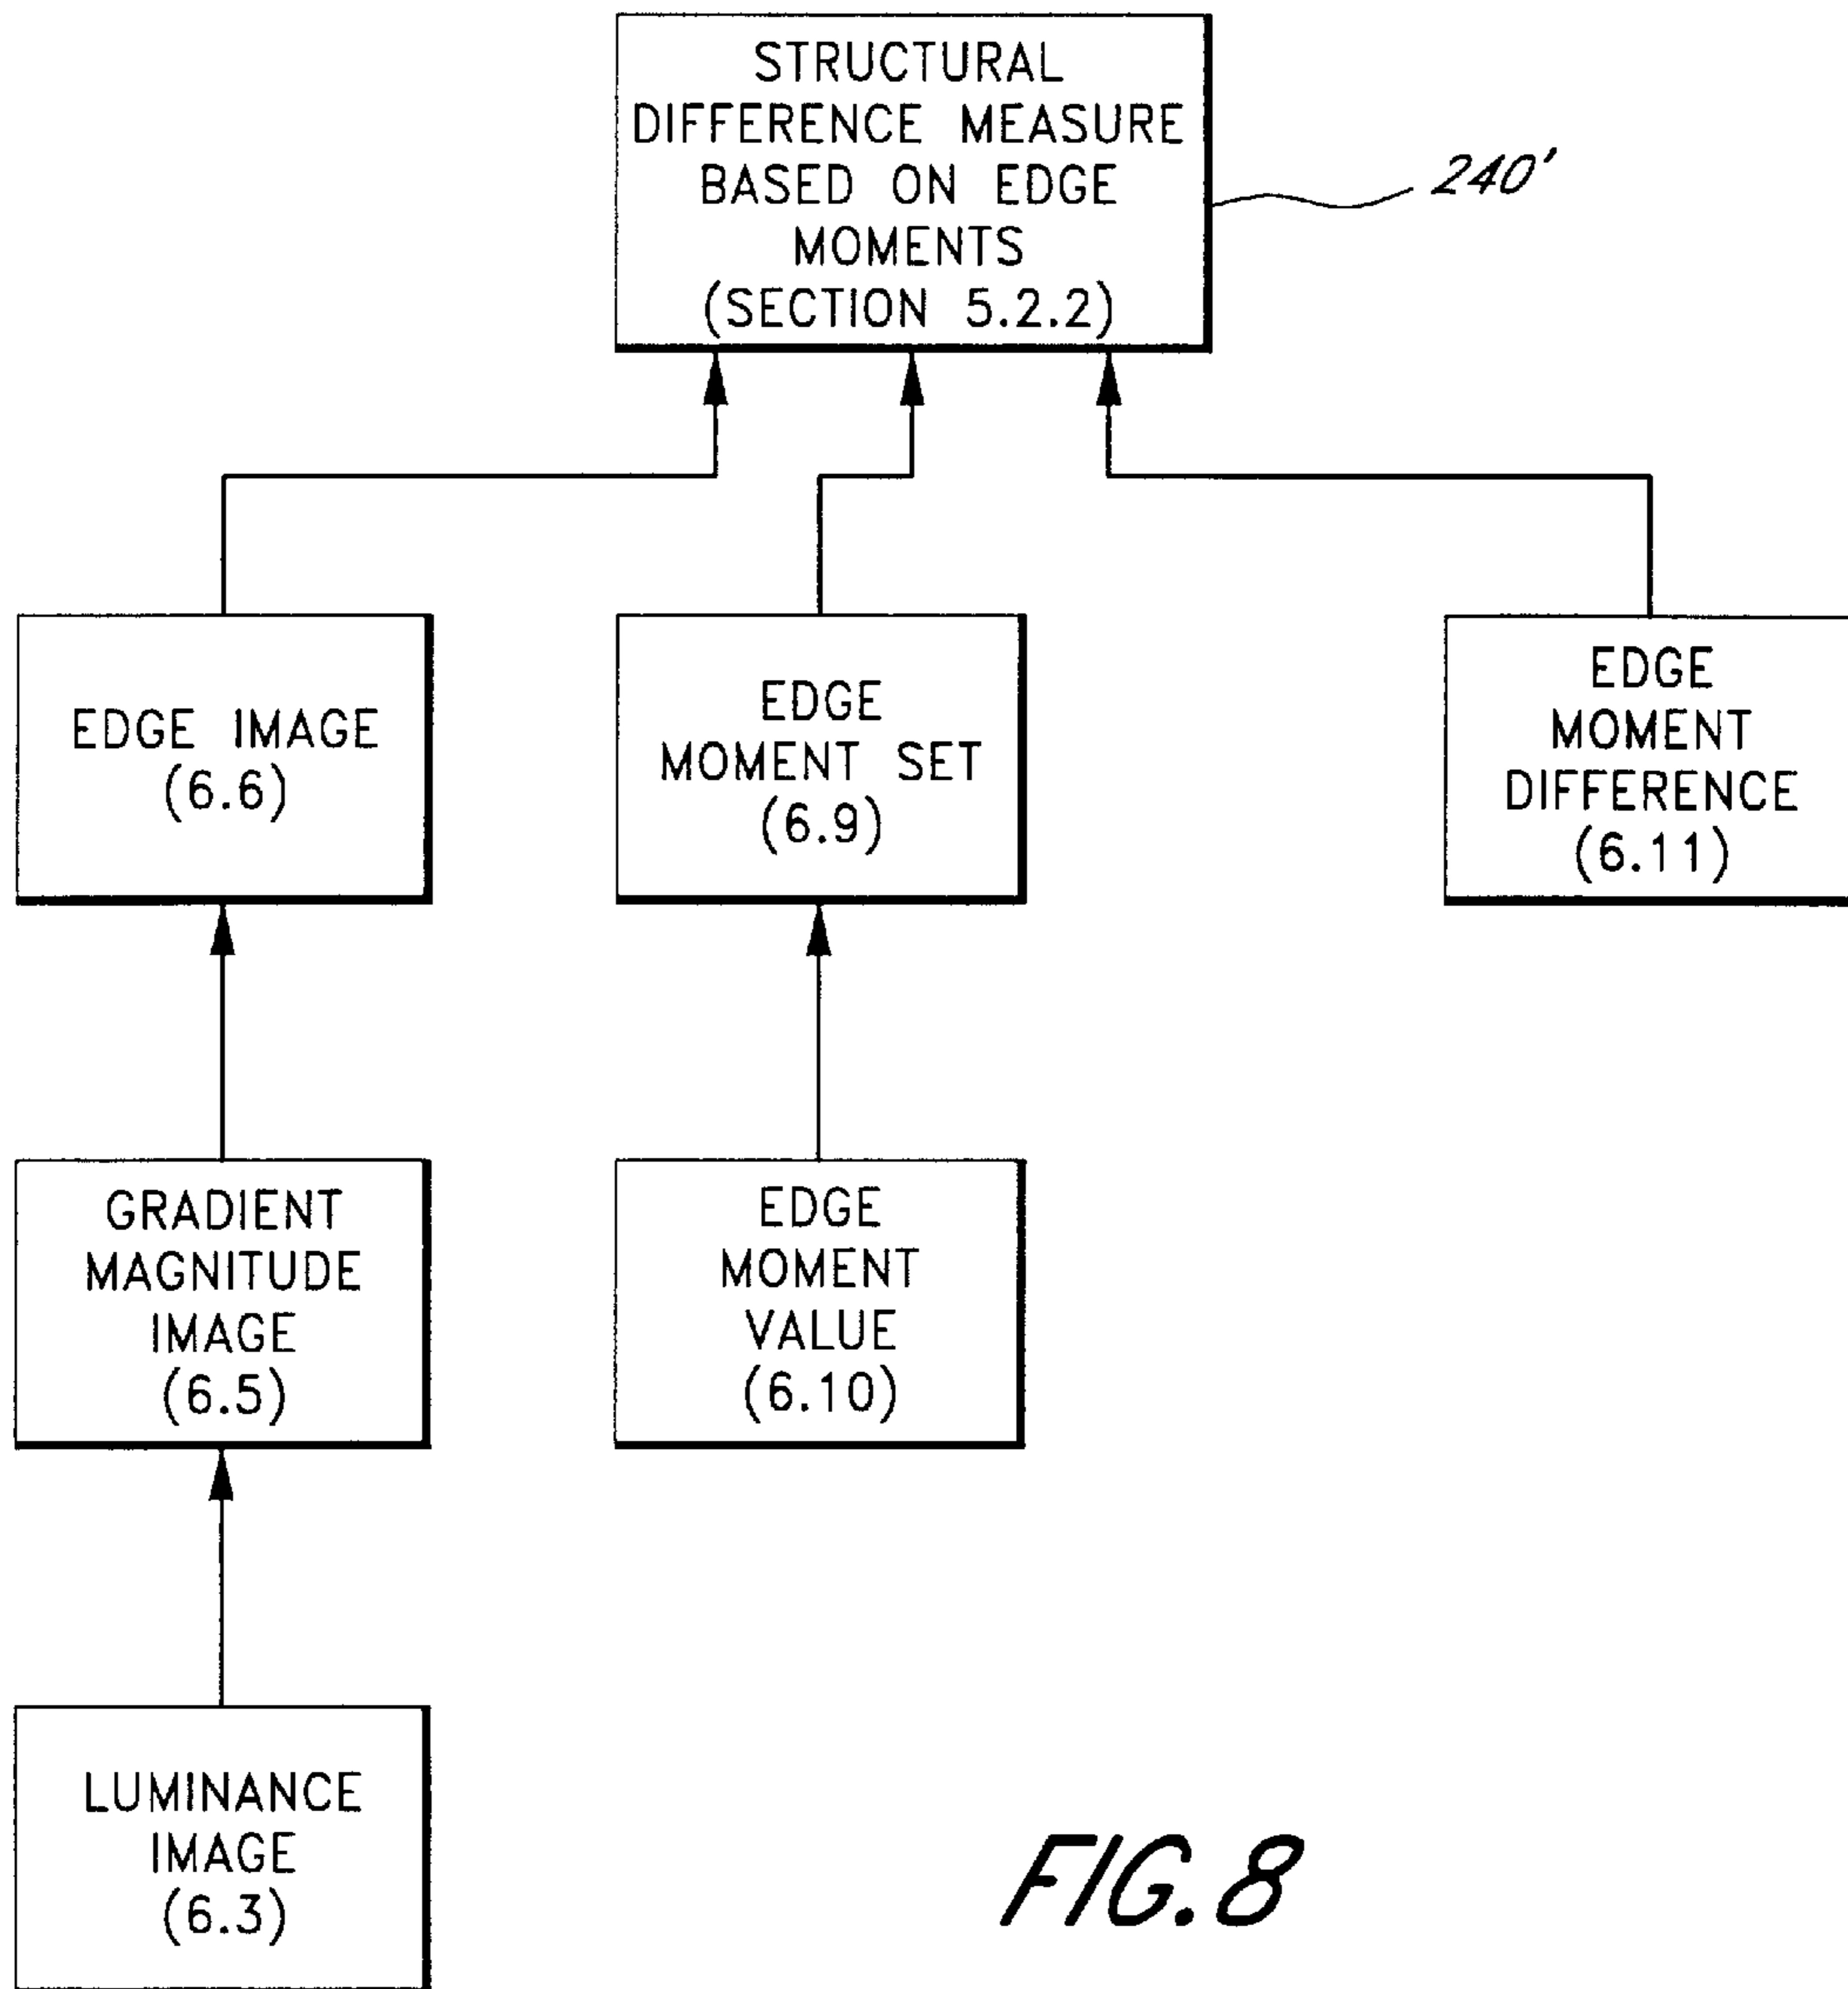 STRUCTURAL
DIFFERENCE MEASURE
BASED ON EDGE
MOMENTS
(SECTION 5.2.2)
240'
EDGE IMAGE
(6.6)
EDGE
MOMENT SET
(6.9)
EDGE
MOMENT
DIFFERENCE
(6.11)
GRADIENT
MAGNITUDE
IMAGE
(6.5)
EDGE
MOMENT
VALUE
(6.10)
LUMINANCE
IMAGE
(6.3)
FIG. 8